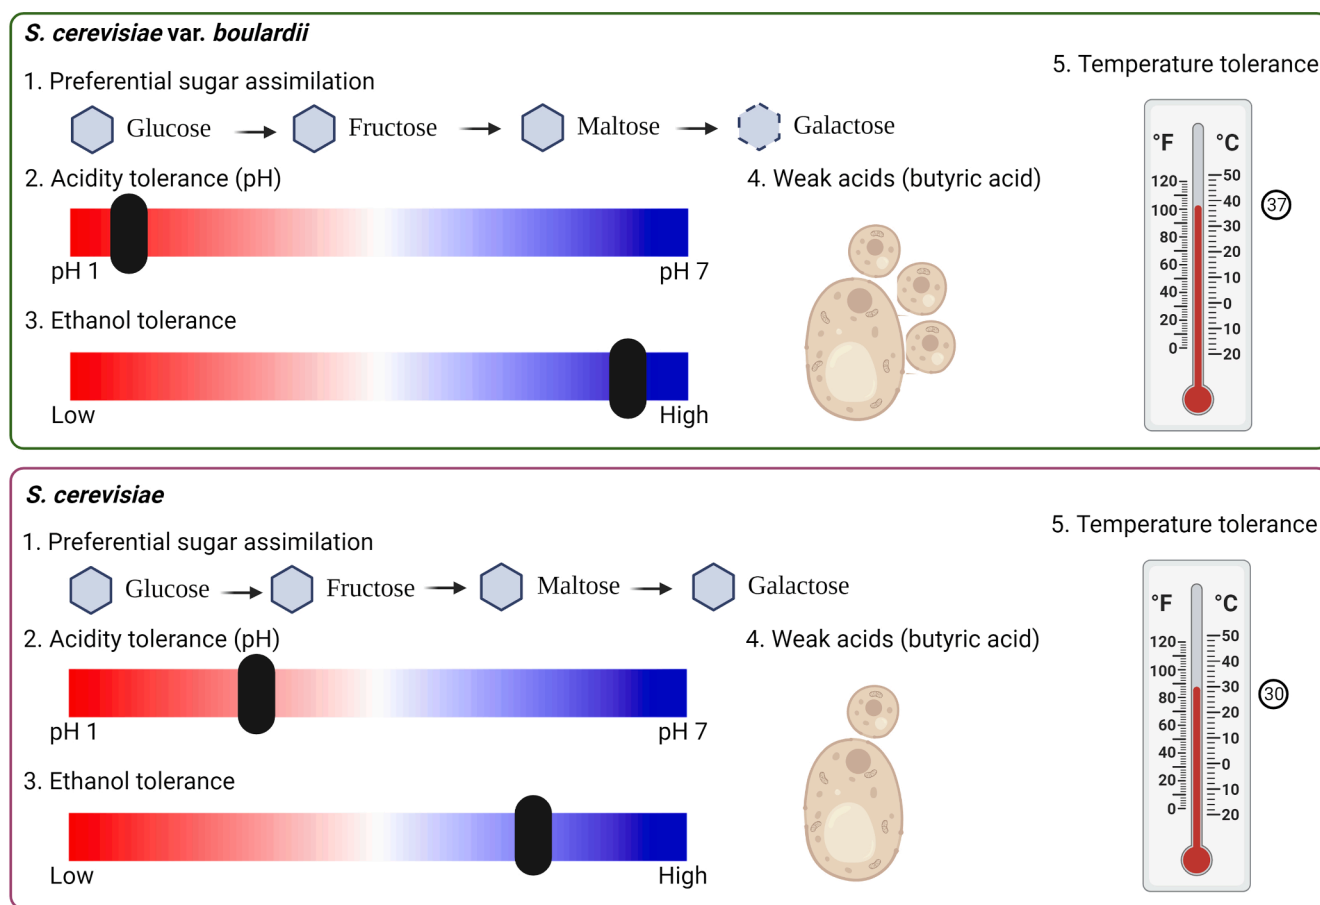 S. cerevisiae var. boulardii
1. Preferential sugar assimilation
Glucose
Fructose
Maltose
Galactose
2. Acidity tolerance (pH)
pH 1
pH 7
3. Ethanol tolerance
Low
High
4. Weak acids (butyric acid)
5. Temperature tolerance
°F
°C
120
100
80
60
40
20
0
50
40
30
20
10
0
10
20
37
S. cerevisiae
1. Preferential sugar assimilation
Glucose
Fructose
Maltose
Galactose
2. Acidity tolerance (pH)
pH 1
pH 7
3. Ethanol tolerance
Low
High
4. Weak acids (butyric acid)
5. Temperature tolerance
°F
°C
120
100
80
60
40
20
0
50
40
30
20
10
0
10
20
30